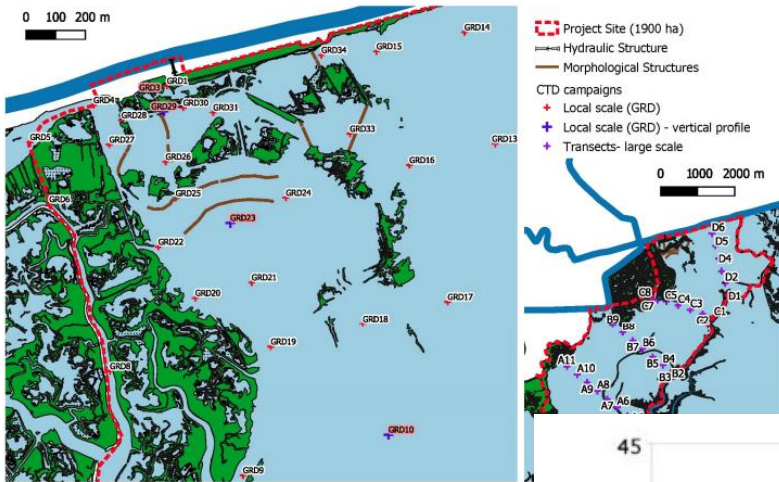 0 100 200 m
GRD14
GRD15
GRD34
GRD1
GRD3
GRD4
GRD29
GRD30
GRD31
GRD28
GRD5
GRD27
GRD33
GRD13
GRD26
GRD16
GRD25
GRD24
GRD6
GRD23
GRD22
GRD21
GRD20
GRD17
GRD18
GRD19
GRD8
GRD10
GRD9
Project Site (1900 ha)
Hydraulic Structure
Morphological Structures
CTD campaigns
Local scale (GRD)
Local scale (GRD) - vertical profile
Transects- large scale
0 1000 2000 m
D6
D5
D4
D2
D1
C8
C7
C5
C4
C3
C2
C1
B9
B8
B7
B6
B5
B4
B3
B2
A11
A10
A9
A8
A7
A6
45